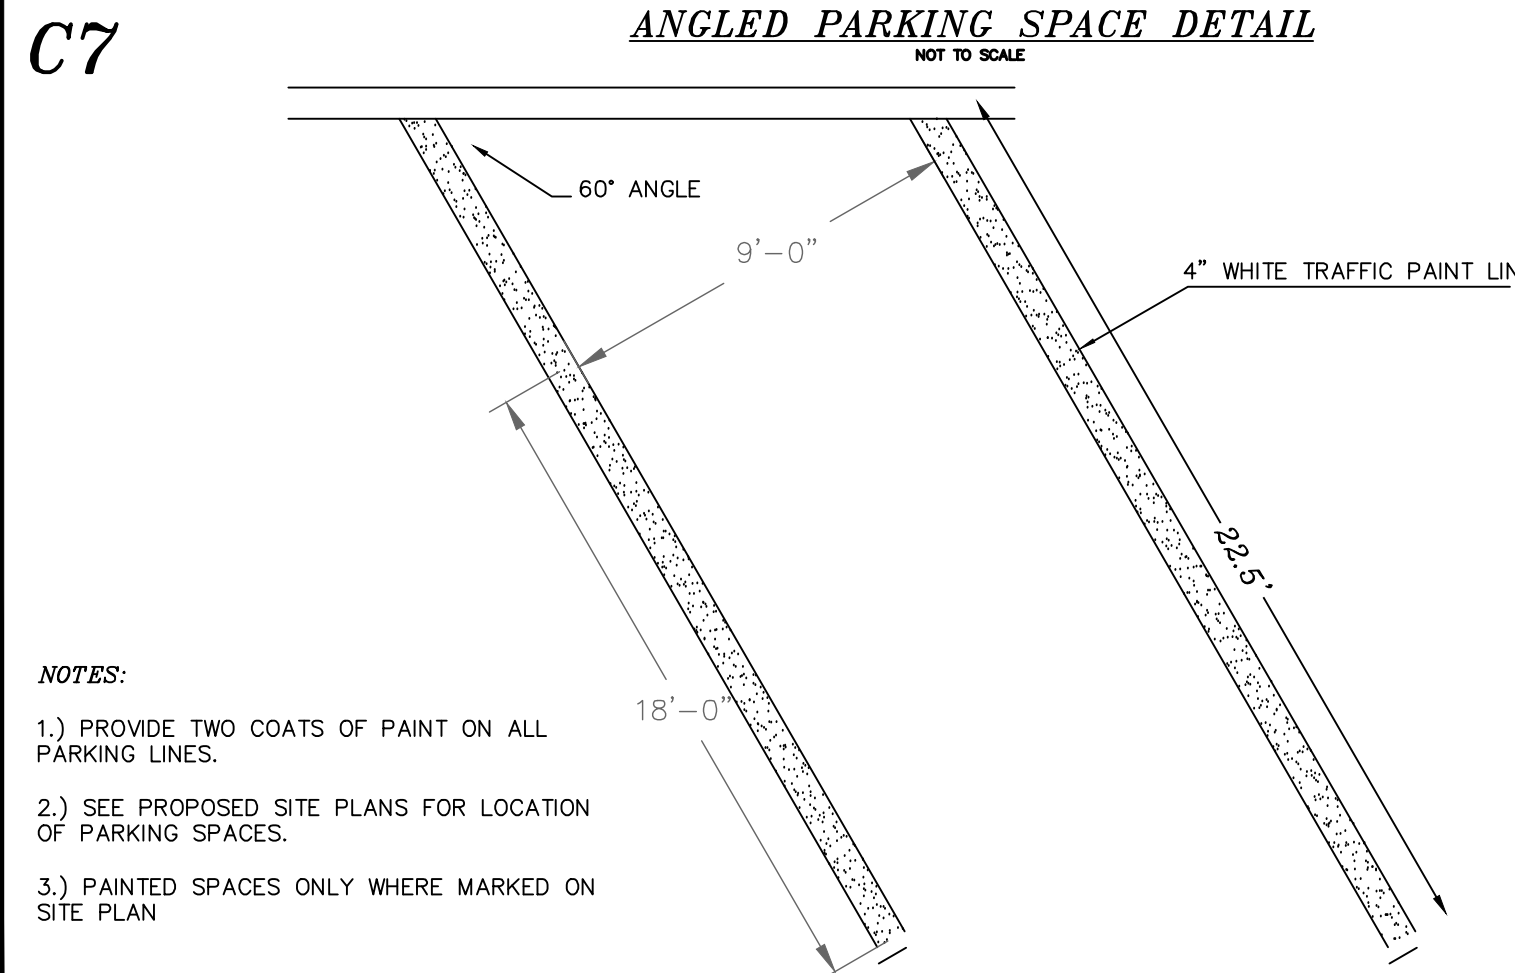 C7
ANGLED PARKING SPACE DETAIL
NOT TO SCALE
60° ANGLE
9'-0"
4" WHITE TRAFFIC PAINT
22.5'
18'-0"
NOTES:
1.) PROVIDE TWO COATS OF PAINT ON ALL
PARKING LINES.
2.) SEE PROPOSED SITE PLANS FOR LOCATION
OF PARKING SPACES.
3.) PAINTED SPACES ONLY WHERE MARKED ON
SITE PLAN